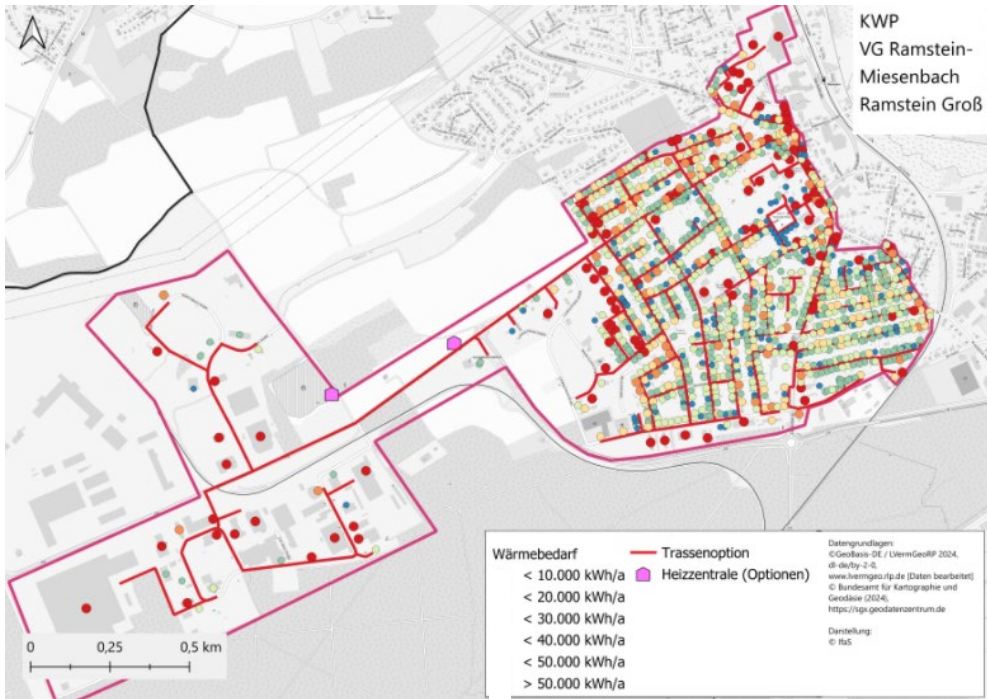 KWP
VG Ramstein-
Miesenbach
Ramstein Groß
Wärmebedarf
< 10.000 kWh/a
< 20.000 kWh/a
< 30.000 kWh/a
< 40.000 kWh/a
< 50.000 kWh/a
> 50.000 kWh/a
Trassenoption
Heizzentrale (Optionen)
Datengrundlagen:
©GeoBasis-DE / LVermGeoRP 2024,
dl-de/by-2-0,
www.lvermgeo.rlp.de [Daten bearbeitet]
© Bundesamt für Kartographie und
Geodäsie (2024),
https://sgx.geodatenzentrum.de
Darstellung:
© IfaS
0 0,25 0,5 km